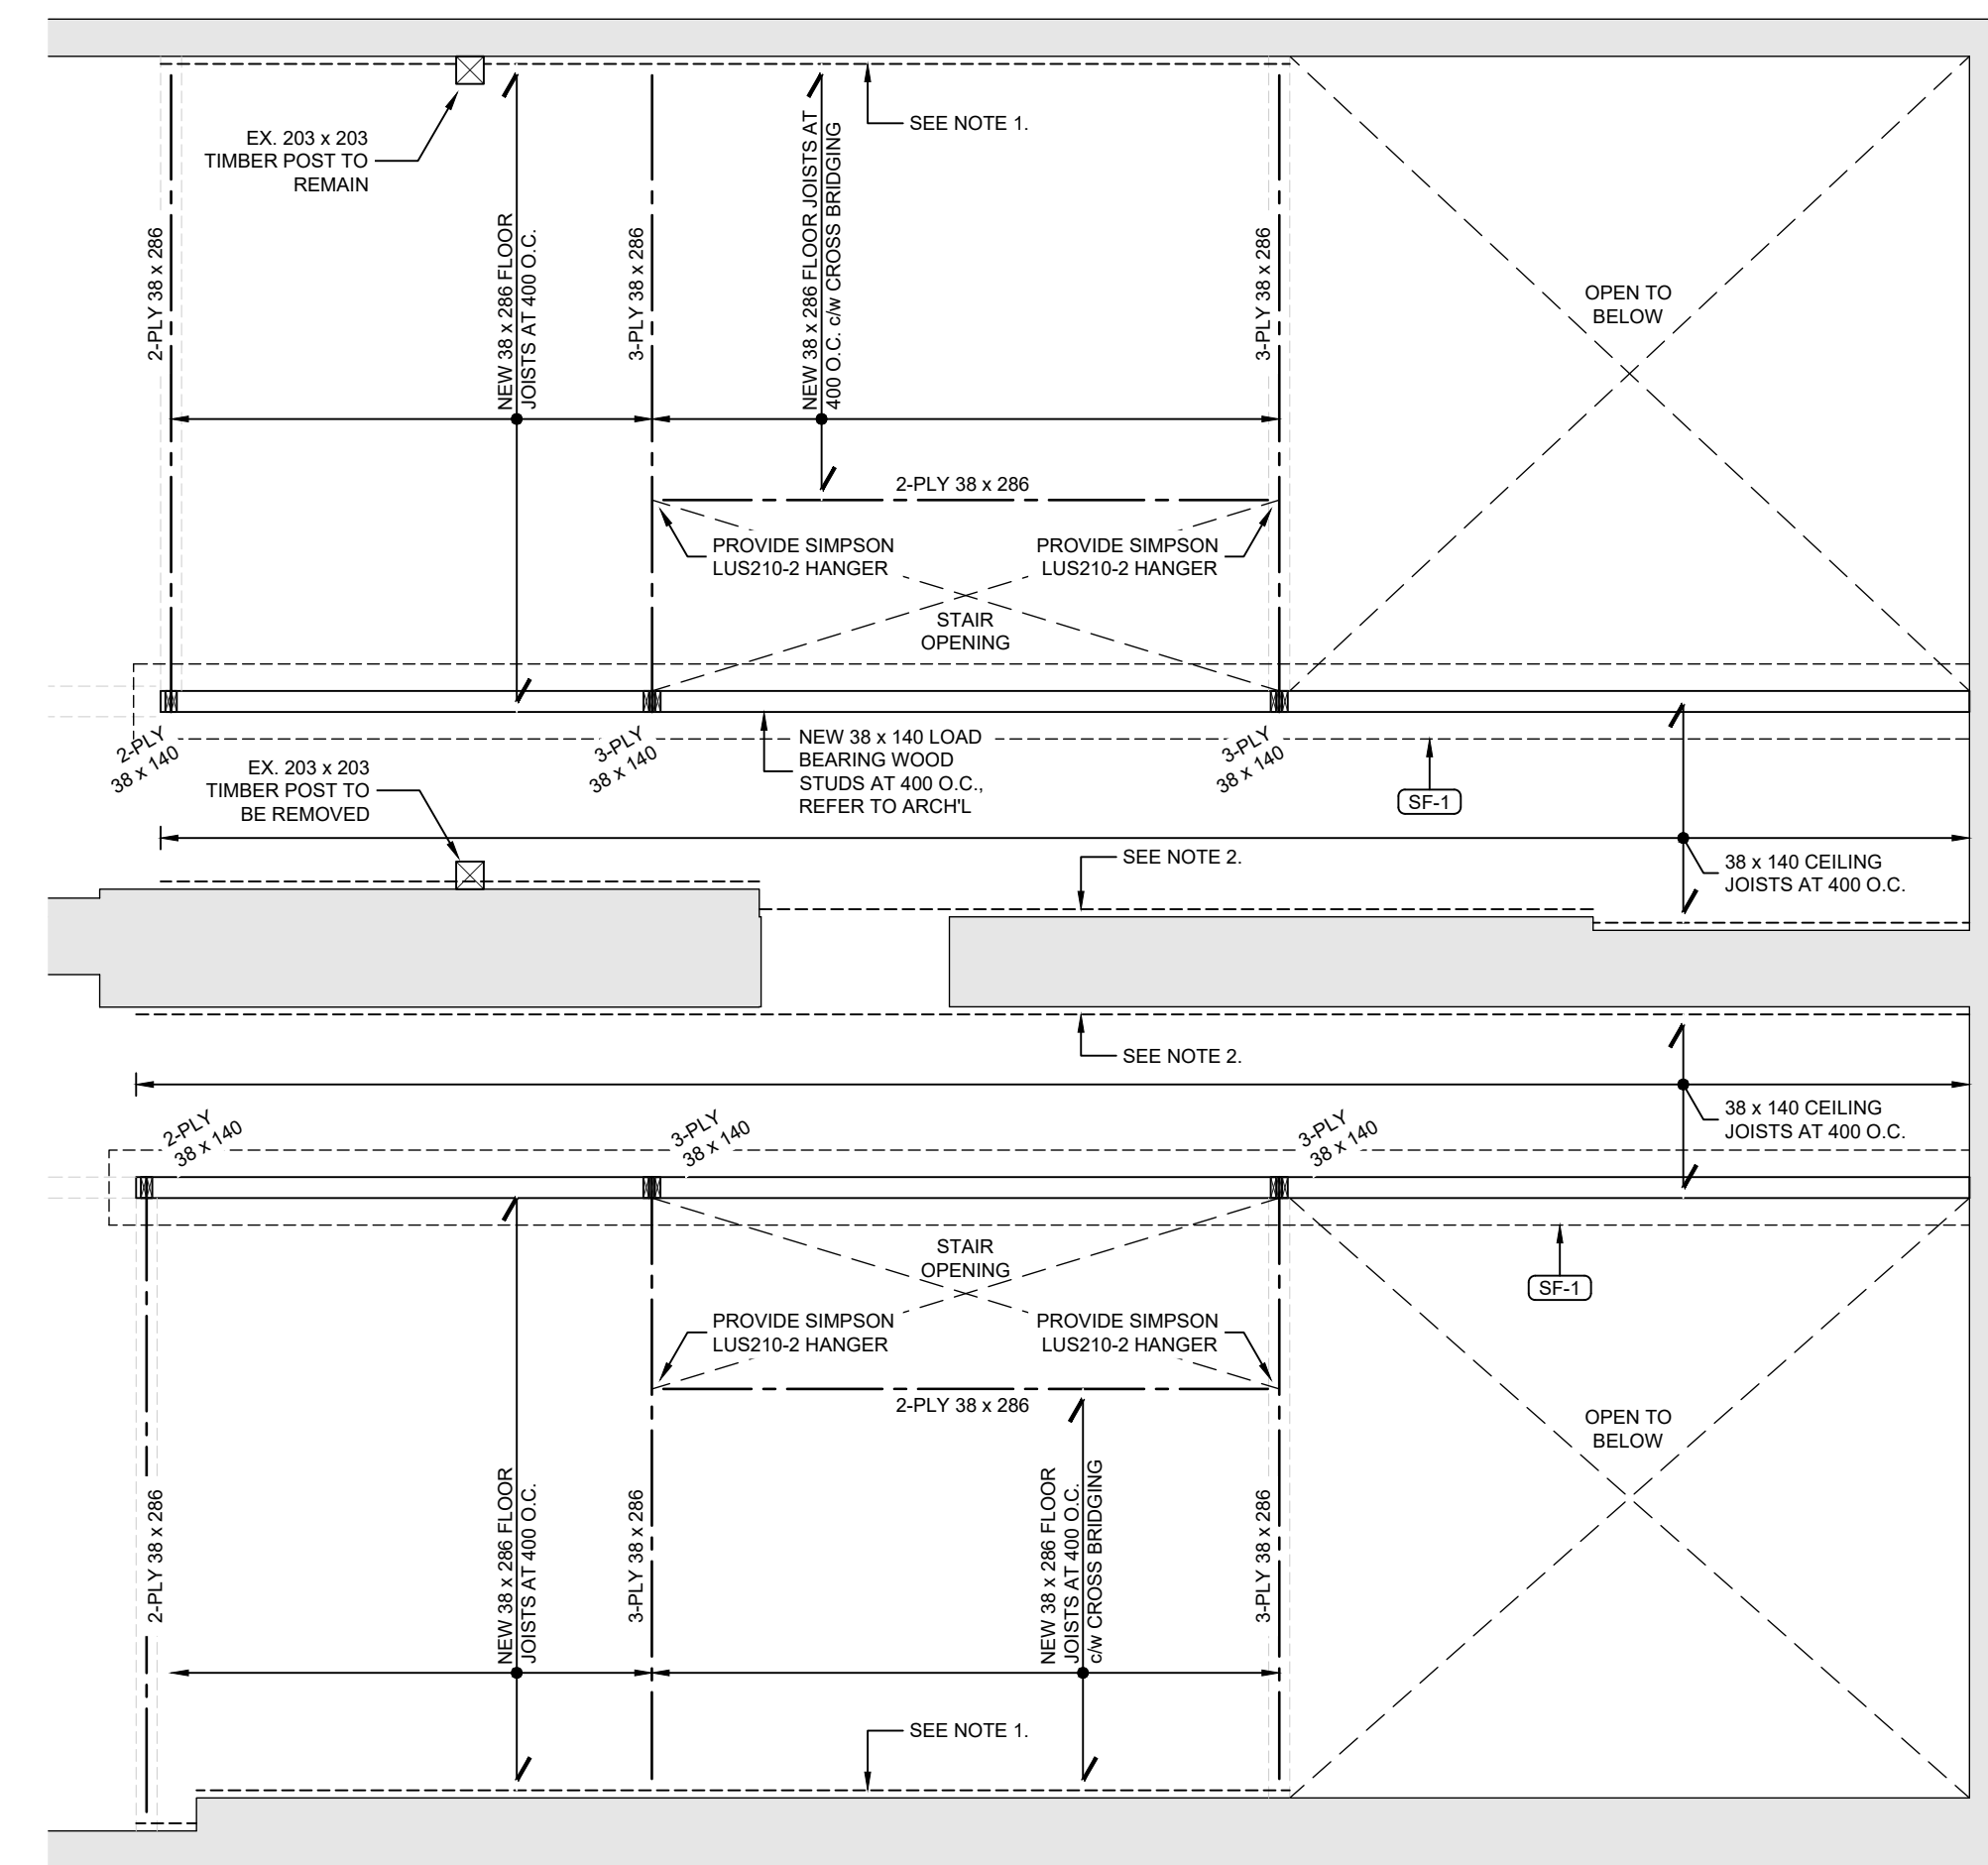 EX. 203 x 203
TIMBER POST TO
REMAIN
SEE NOTE 1.
2-PLY 38 x 286
NEW 38 x 286 FLOOR
JOISTS AT 400 O.C.
3-PLY 38 x 286
NEW 38 x 286 FLOOR JOISTS AT
400 O.C. c/w CROSS BRIDGING
3-PLY 38 x 286
OPEN TO
BELOW
2-PLY 38 x 286
PROVIDE SIMPSON
LUS210-2 HANGER
PROVIDE SIMPSON
LUS210-2 HANGER
STAIR
OPENING
2-PLY
38 x 140
3-PLY
38 x 140
NEW 38 x 140 LOAD
BEARING WOOD
STUDS AT 400 O.C.,
REFER TO ARCH'L
3-PLY
38 x 140
SF-1
EX. 203 x 203
TIMBER POST TO
BE REMOVED
SEE NOTE 2.
38 x 140 CEILING
JOISTS AT 400 O.C.
SEE NOTE 2.
38 x 140 CEILING
JOISTS AT 400 O.C.
2-PLY
38 x 140
3-PLY
38 x 140
3-PLY
38 x 140
STAIR
OPENING
SF-1
PROVIDE SIMPSON
LUS210-2 HANGER
PROVIDE SIMPSON
LUS210-2 HANGER
2-PLY 38 x 286
OPEN TO
BELOW
2-PLY 38 x 286
NEW 38 x 286 FLOOR
JOISTS AT 400 O.C.
3-PLY 38 x 286
NEW 38 x 286 FLOOR
JOISTS AT 400 O.C.
c/w CROSS BRIDGING
3-PLY 38 x 286
SEE NOTE 1.